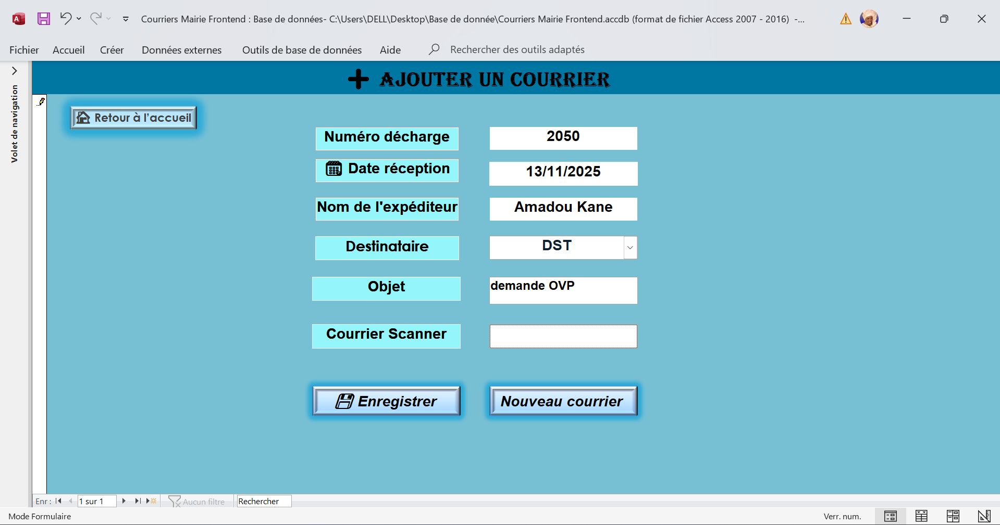 Courriers Mairie Frontend : Base de données- C:\Users\DELL\Desktop\Base de donnée\Courriers Mairie Frontend.accdb (format de fichier Access 2007 - 2016) -...
Fichier Accueil Créer Données externes Outils de base de données Aide Rechercher des outils adaptés
Volet de navigation
AJOUTER UN COURRIER
Retour à l'accueil
Numéro décharge 2050
Date réception 13/11/2025
Nom de l'expéditeur Amadou Kane
Destinataire DST
Objet demande OVP
Courrier Scanner
Enregistrer Nouveau courrier
Enr : 1 sur 1 Aucun filtre Rechercher
Mode Formulaire Verr. num.